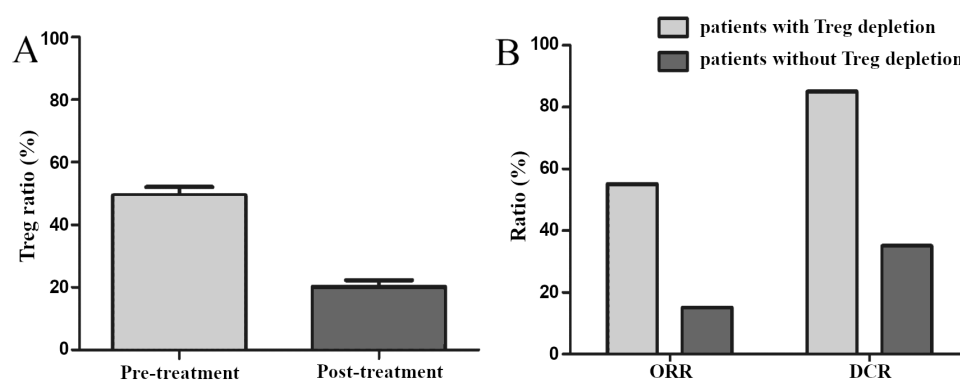 A
Treg ratio (%)
100
80
60
40
20
0
Pre-treatment
Post-treatment
B
patients with Treg depletion
patients without Treg depletion
Ratio (%)
100
80
60
40
20
0
ORR
DCR